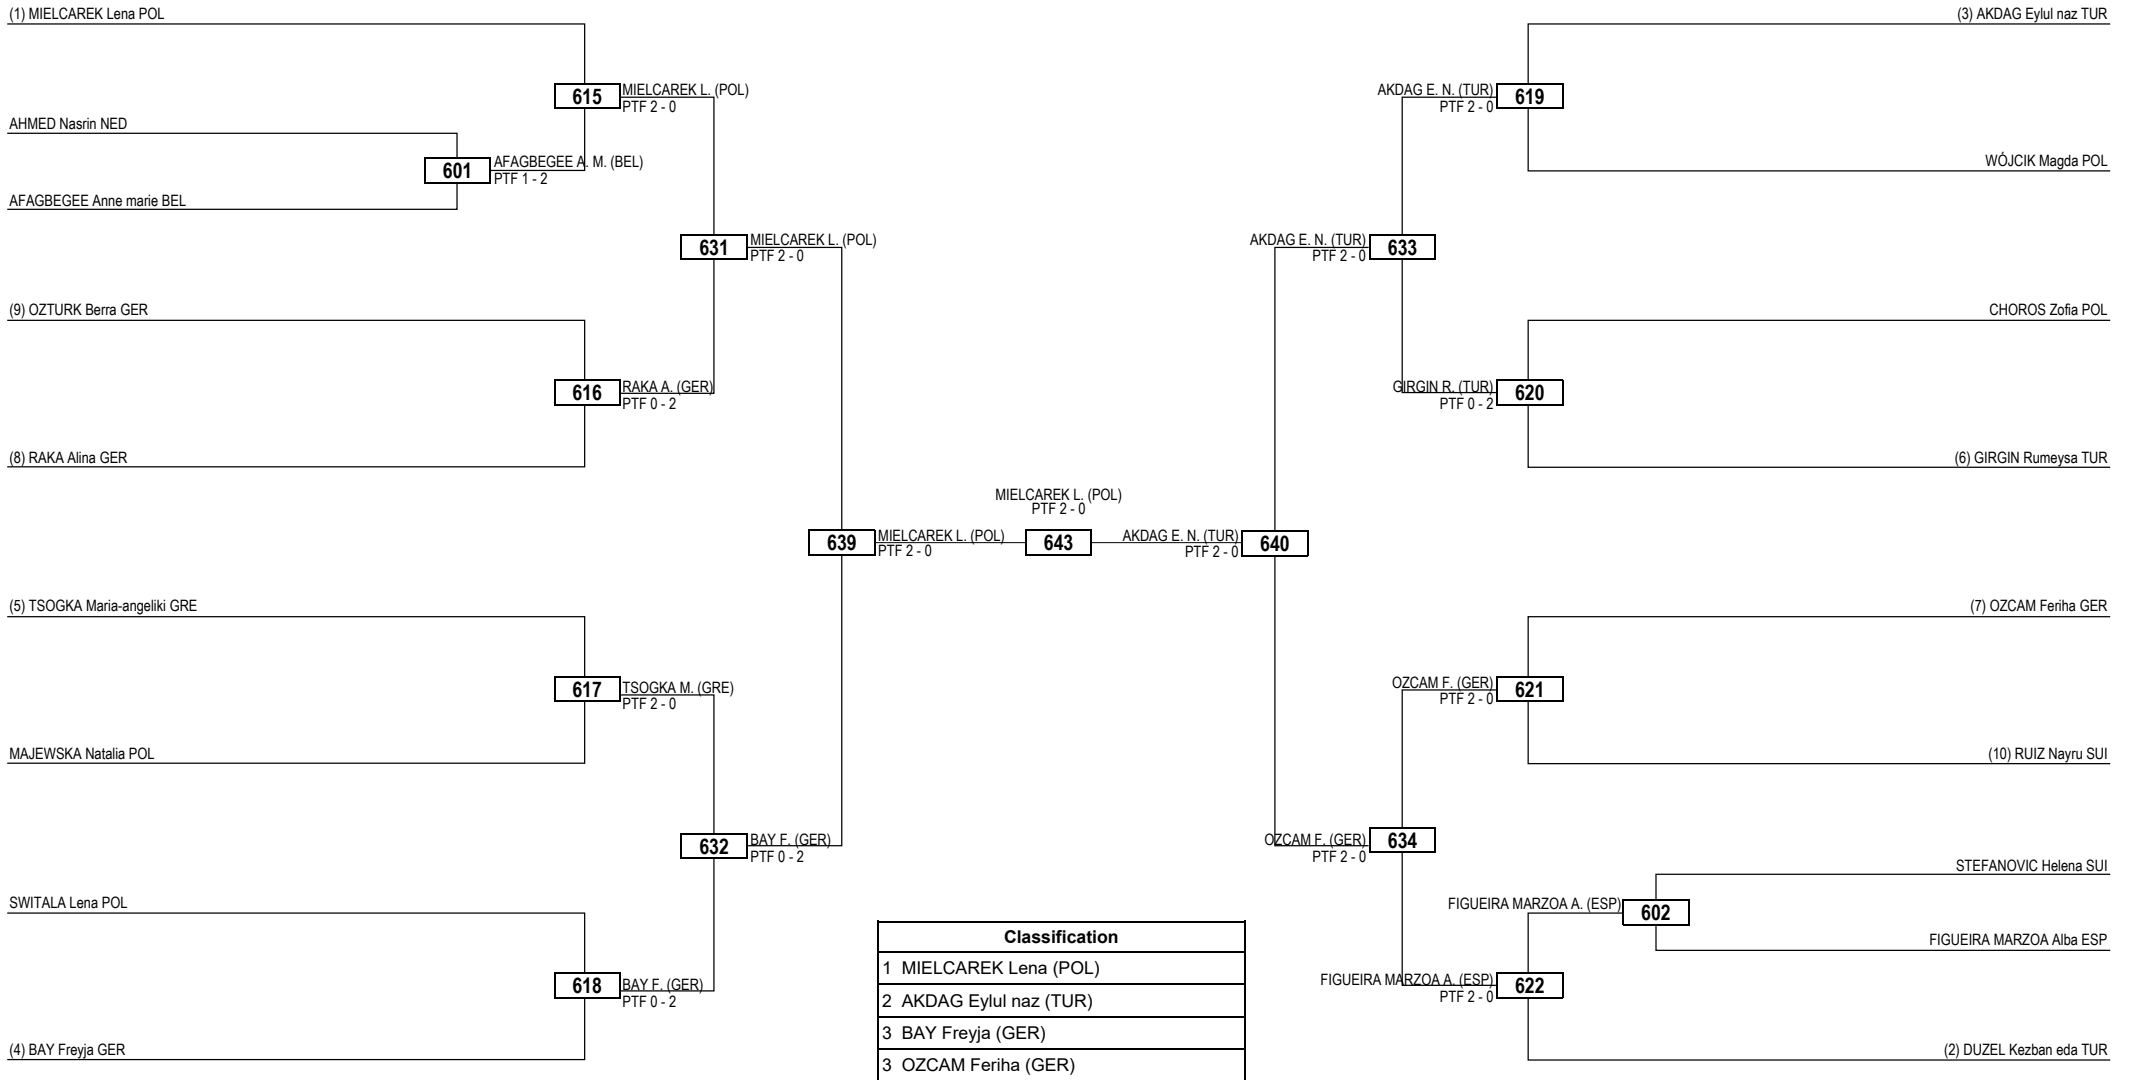 (1) MIELCAREK Lena POL
615
MIELCAREK L. (POL)
PTF 2 - 0
AHMED Nasrin NED
601
AFAGBEGEE A. M. (BEL)
PTF 1 - 2
AFAGBEGEE Anne marie BEL
631
MIELCAREK L. (POL)
PTF 2 - 0
(9) OZTURK Berra GER
616
RAKA A. (GER)
PTF 0 - 2
(8) RAKA Alina GER
639
MIELCAREK L. (POL)
PTF 2 - 0
(5) TSOGKA Maria-angeliki GRE
617
TSOGKA M. (GRE)
PTF 2 - 0
MAJEWSKA Natalia POL
632
BAY F. (GER)
PTF 0 - 2
SWITALA Lena POL
618
BAY F. (GER)
PTF 0 - 2
(4) BAY Freyja GER
MIELCAREK L. (POL)
PTF 2 - 0
643
(3) AKDAG Eylul naz TUR
AKDAG E. N. (TUR)
PTF 2 - 0
619
WÓJCIK Magda POL
AKDAG E. N. (TUR)
PTF 2 - 0
633
CHOROS Zofia POL
GIRGIN R. (TUR)
PTF 0 - 2
620
(6) GIRGIN Rumeysa TUR
AKDAG E. N. (TUR)
PTF 2 - 0
640
(7) OZCAM Feriha GER
OZCAM F. (GER)
PTF 2 - 0
621
(10) RUIZ Nayru SUI
OZCAM F. (GER)
PTF 2 - 0
634
STEFANOVIC Helena SUI
FIGUEIRA MARZOA A. (ESP)
602
FIGUEIRA MARZOA Alba ESP
FIGUEIRA MARZOA A. (ESP)
PTF 2 - 0
622
(2) DUZEL Kezban eda TUR
Classification
1 MIELCAREK Lena (POL)
2 AKDAG Eylul naz (TUR)
3 BAY Freyja (GER)
3 OZCAM Feriha (GER)